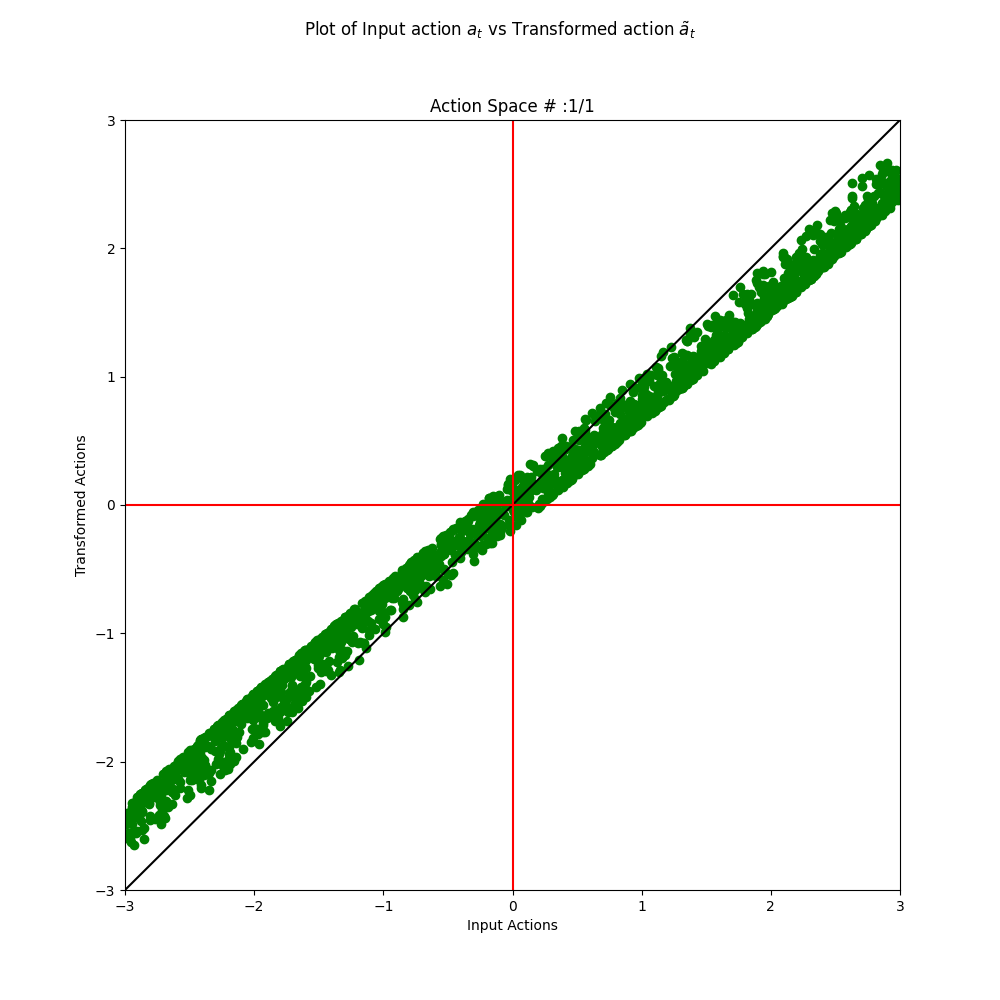 Plot of Input action $a_t$ vs Transformed action $\tilde{a}_t$
Action Space # :1/1
3
2
1
0
−1
−2
−3
Transformed Actions
−3 −2 −1 0 1 2 3
Input Actions